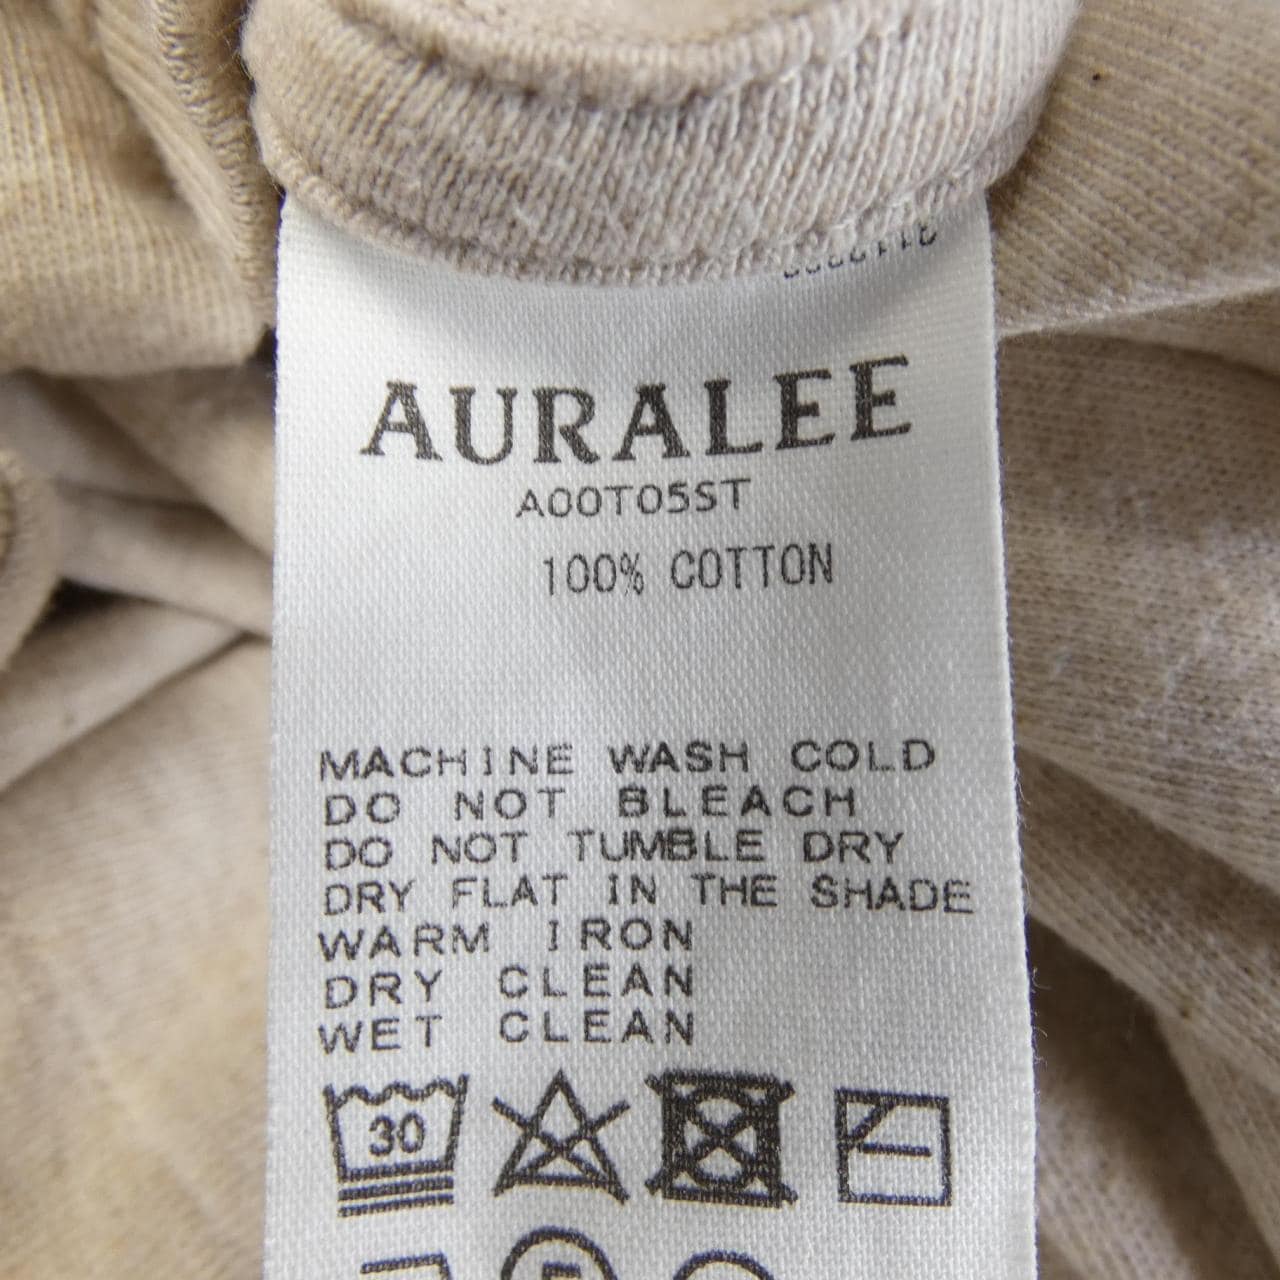 AURALEE
A00T05ST
100% COTTON
MACHINE WASH COLD
DO NOT BLEACH
DO NOT TUMBLE DRY
DRY FLAT IN THE SHADE
WARM IRON
DRY CLEAN
WET CLEAN
30